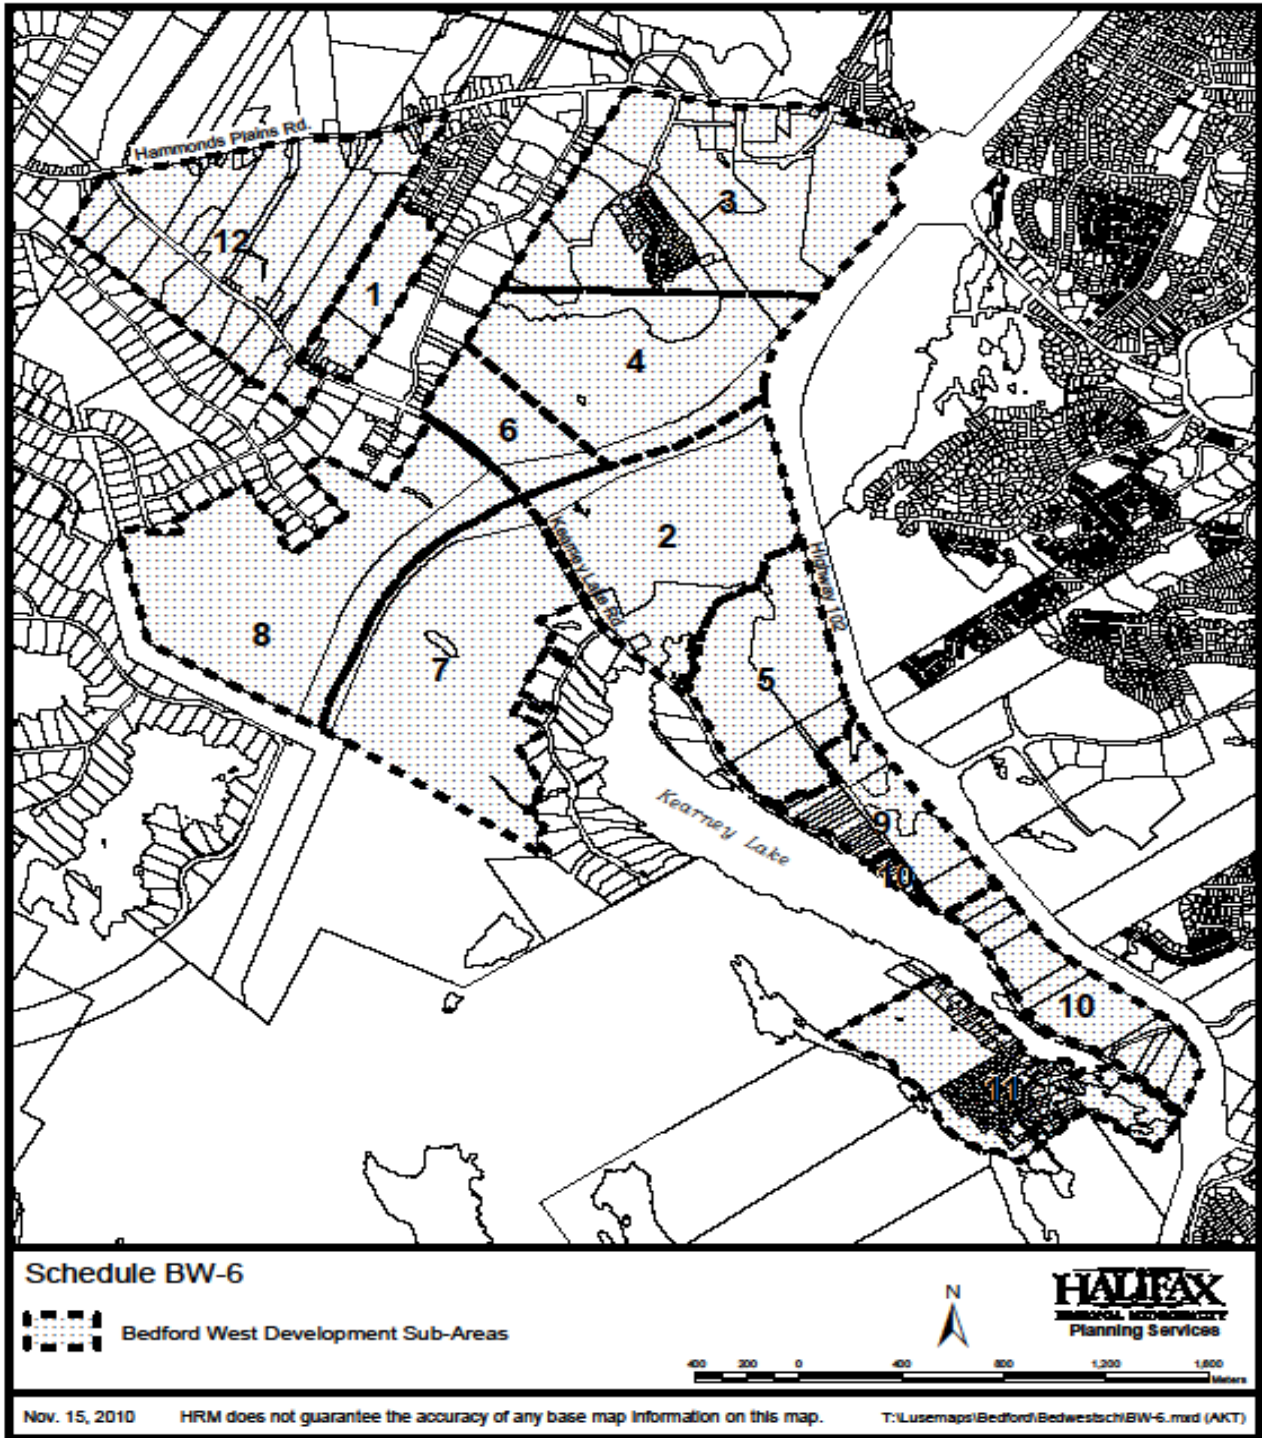 Hammonds Plains Rd.
3
12
1
4
6
2
Kearney Lake Rd
Highway 102
8
7
5
Kearney Lake
9
10
10
11
Schedule BW-6
Bedford West Development Sub-Areas
N
HALIFAX
REGIONAL MUNICIPALITY
Planning Services
400 200 0 400 800 1,200 1,600
Meters
Nov. 15, 2010 HRM does not guarantee the accuracy of any base map information on this map. T:\Lusemaps\Bedford\Bedwestsch\BW-6.mxd (AKT)